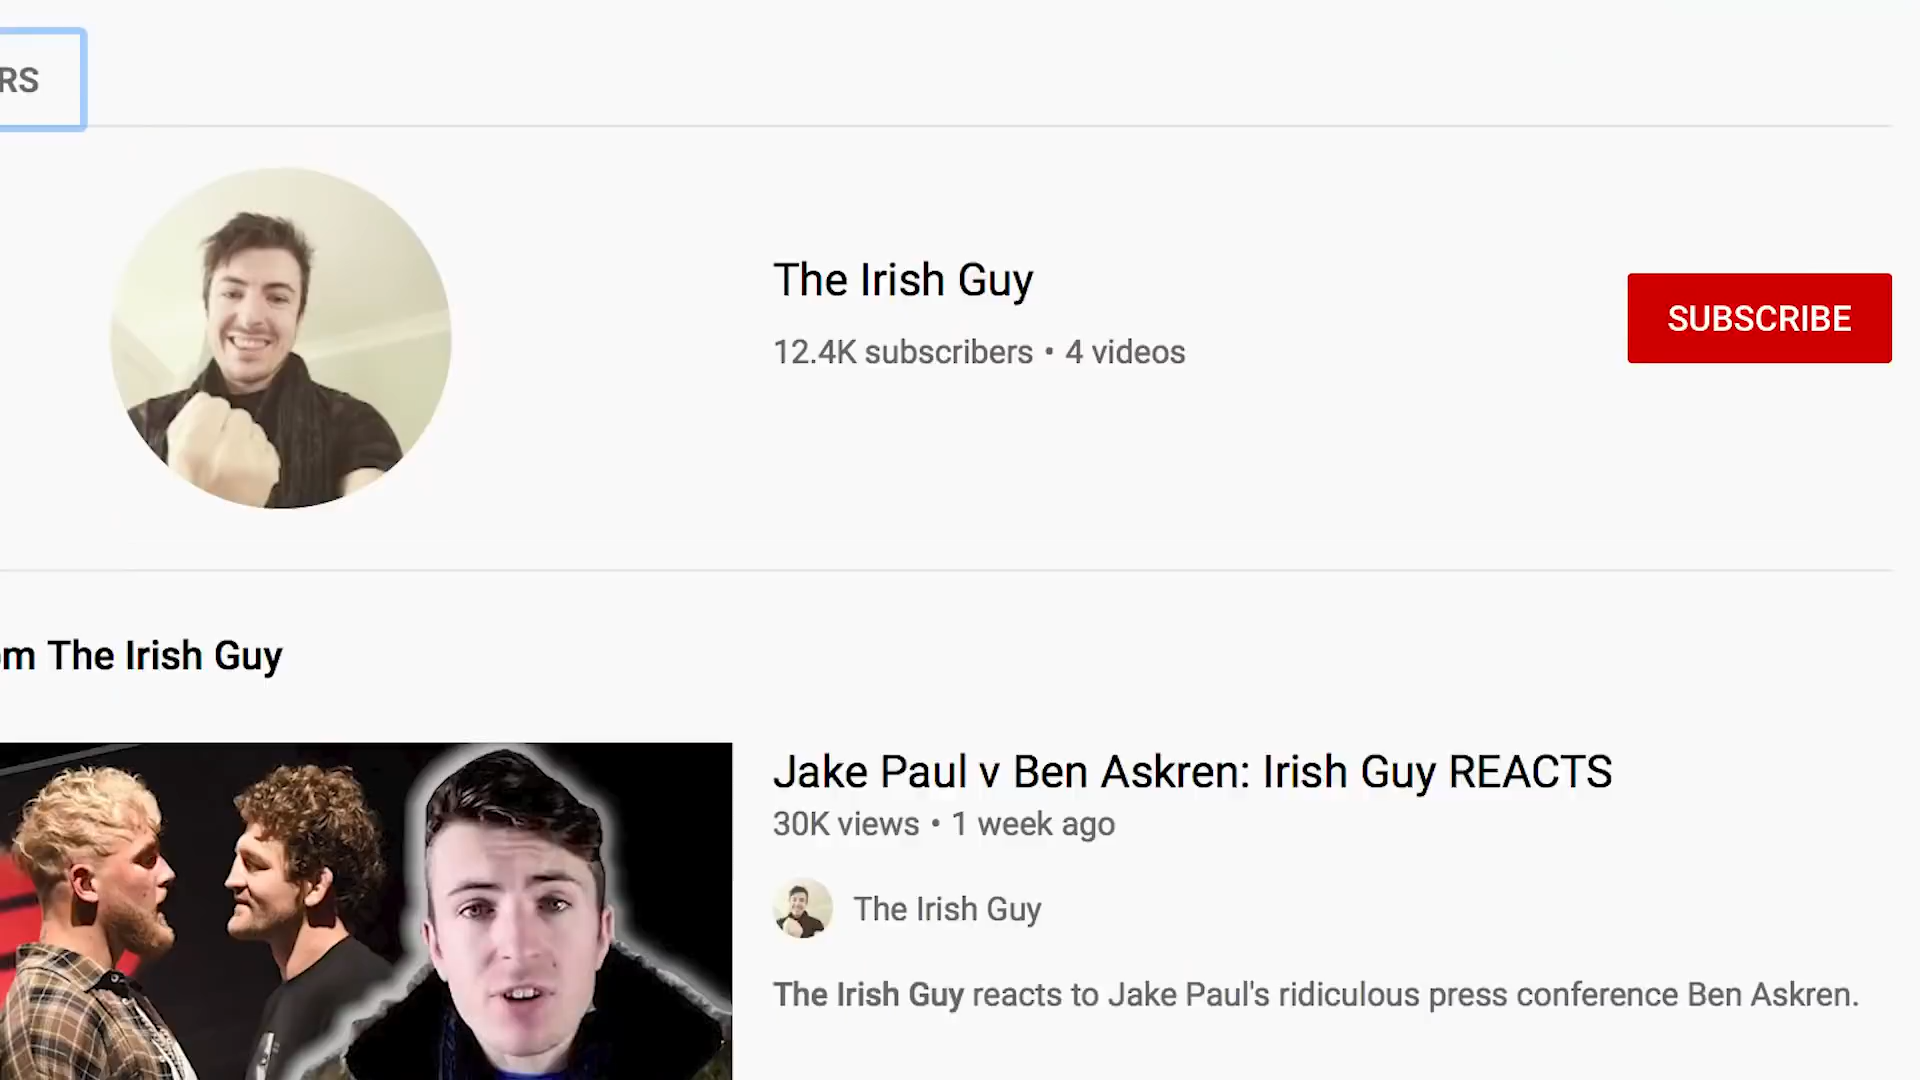 RS
The Irish Guy
12.4K subscribers • 4 videos
SUBSCRIBE
om The Irish Guy
Jake Paul v Ben Askren: Irish Guy REACTS
30K views • 1 week ago
The Irish Guy
The Irish Guy reacts to Jake Paul's ridiculous press conference Ben Askren.